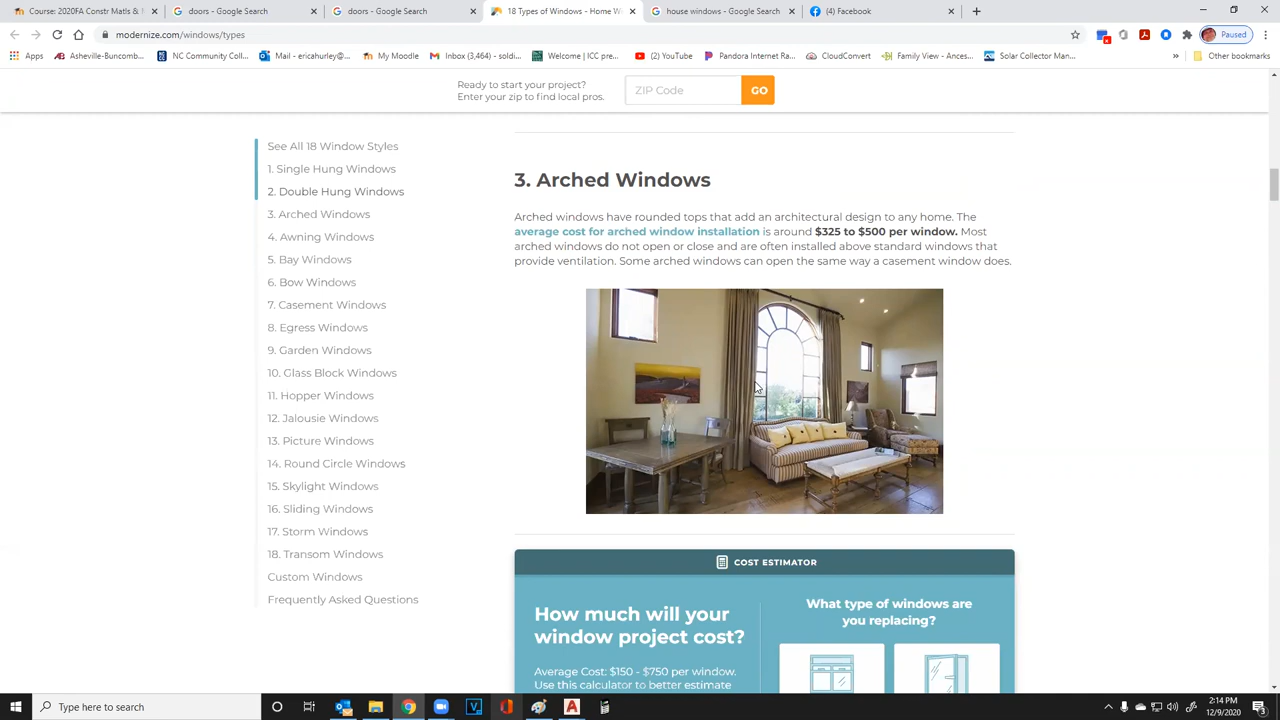 Course: 2020FA Constr Matls &
doors - Google Search
doors - Google Search
18 Types of Windows - Home W
house windows - Google Search
(4) Facebook
modernize.com/windows/types
Paused
Apps
Asheville-Buncomb...
NC Community Coll...
Mail - ericahurley@...
My Moodle
Inbox (3,464) - soldi...
Welcome | ICC pre...
(2) YouTube
Pandora Internet Ra...
CloudConvert
Family View - Ances...
Solar Collector Man...
»
Other bookmarks
Ready to start your project?
Enter your zip to find local pros.
ZIP Code
GO
See All 18 Window Styles
1. Single Hung Windows
2. Double Hung Windows
3. Arched Windows
4. Awning Windows
5. Bay Windows
6. Bow Windows
7. Casement Windows
8. Egress Windows
9. Garden Windows
10. Glass Block Windows
11. Hopper Windows
12. Jalousie Windows
13. Picture Windows
14. Round Circle Windows
15. Skylight Windows
16. Sliding Windows
17. Storm Windows
18. Transom Windows
Custom Windows
Frequently Asked Questions
3. Arched Windows
Arched windows have rounded tops that add an architectural design to any home. The
average cost for arched window installation is around $325 to $500 per window. Most
arched windows do not open or close and are often installed above standard windows that
provide ventilation. Some arched windows can open the same way a casement window does.
COST ESTIMATOR
How much will your
window project cost?
Average Cost: $150 - $750 per window.
Use this calculator to better estimate
What type of windows are
you replacing?
Type here to search
2:14 PM
12/9/2020